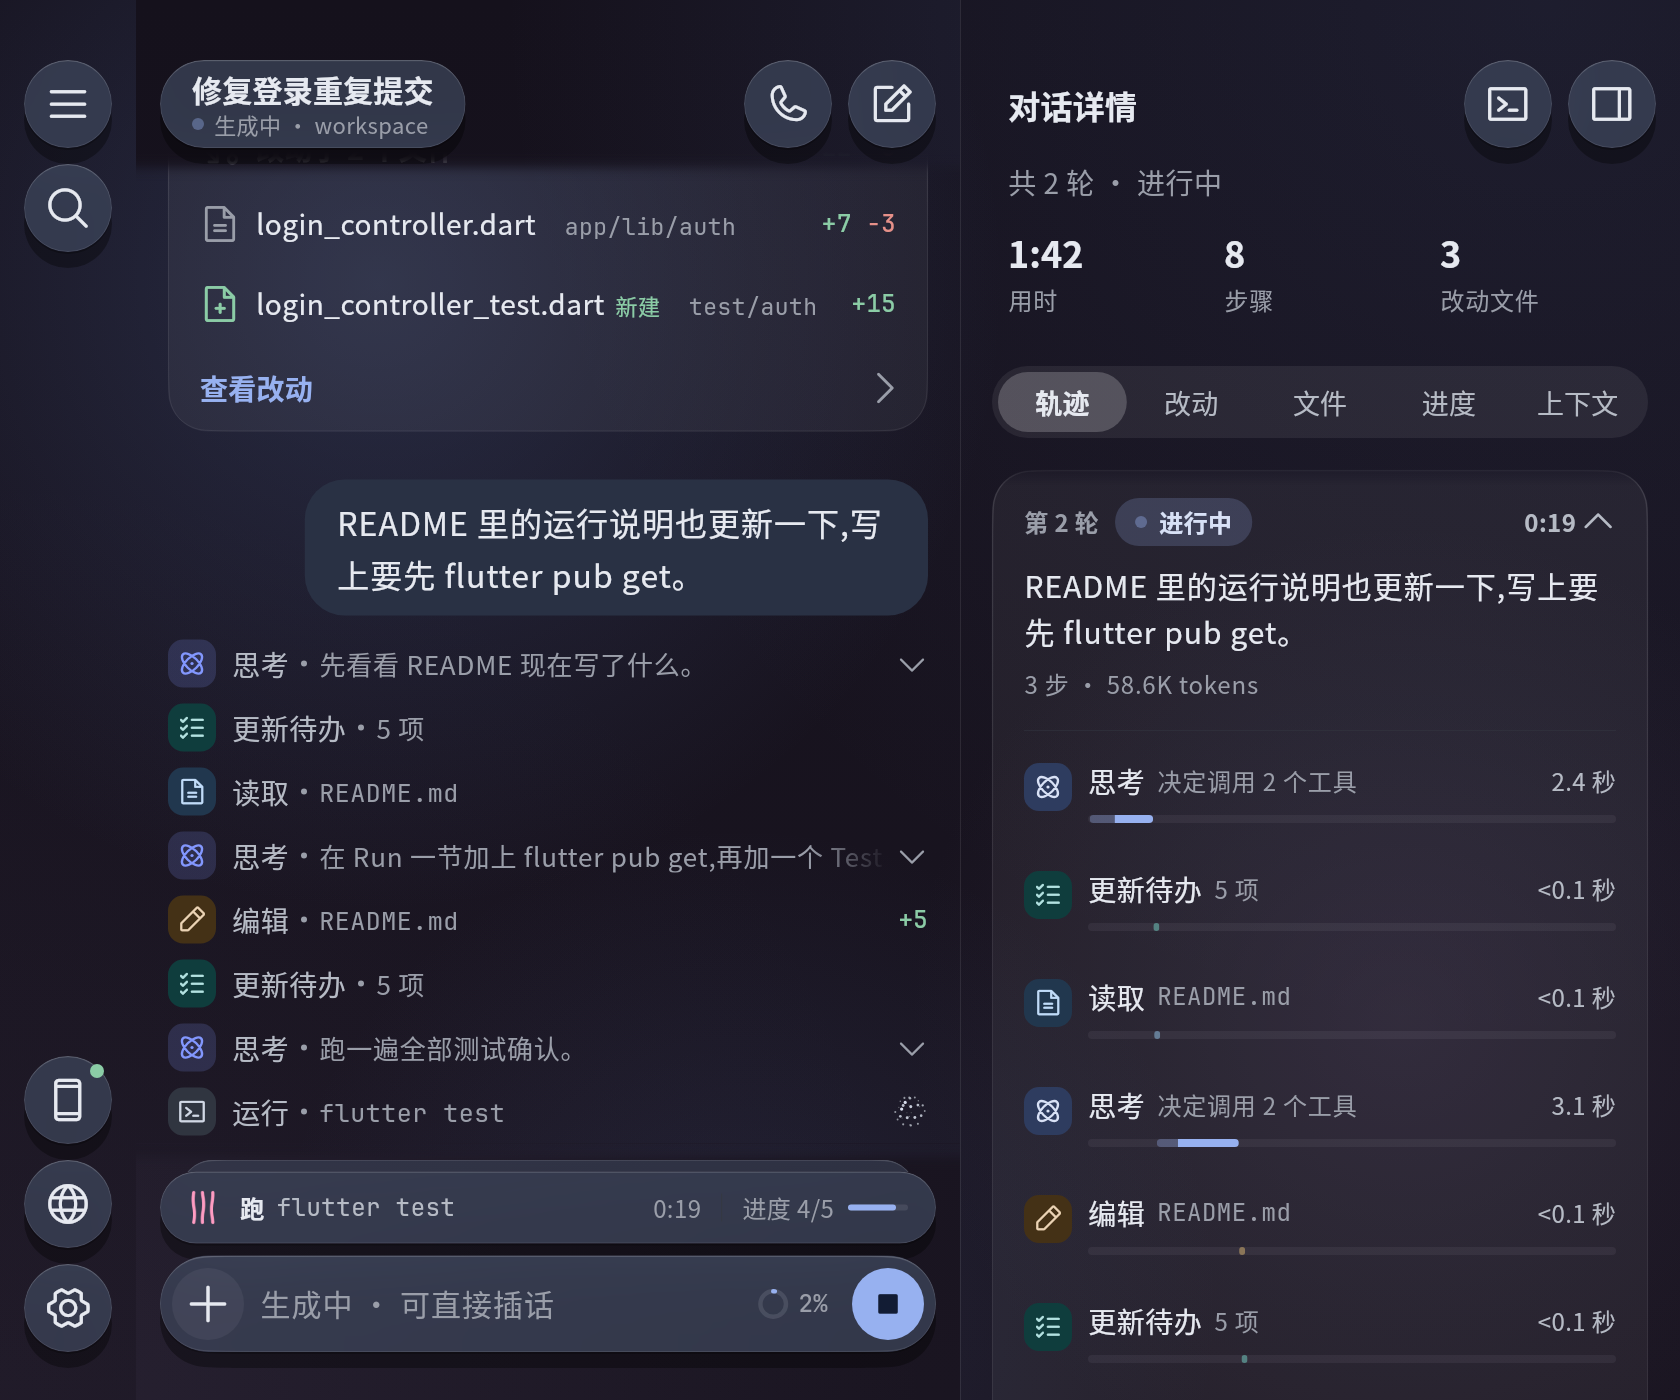 修复登录重复提交
生成中 · workspace
login_controller.dart app/lib/auth +7 -3
login_controller_test.dart 新建 test/auth +15
查看改动
README 里的运行说明也更新一下,写
上要先 flutter pub get。
思考 · 先看看 README 现在写了什么。
更新待办 · 5 项
读取 · README.md
思考 · 在 Run 一节加上 flutter pub get,再加一个 Test
编辑 · README.md +5
更新待办 · 5 项
思考 · 跑一遍全部测试确认。
运行 · flutter test
跑 flutter test 0:19 进度 4/5
生成中 · 可直接插话 2%
对话详情
共 2 轮 · 进行中
1:42 8 3
用时 步骤 改动文件
轨迹 改动 文件 进度 上下文
第 2 轮 进行中 0:19
README 里的运行说明也更新一下,写上要
先 flutter pub get。
3 步 · 58.6K tokens
思考 决定调用 2 个工具 2.4 秒
更新待办 5 项 <0.1 秒
读取 README.md <0.1 秒
思考 决定调用 2 个工具 3.1 秒
编辑 README.md <0.1 秒
更新待办 5 项 <0.1 秒